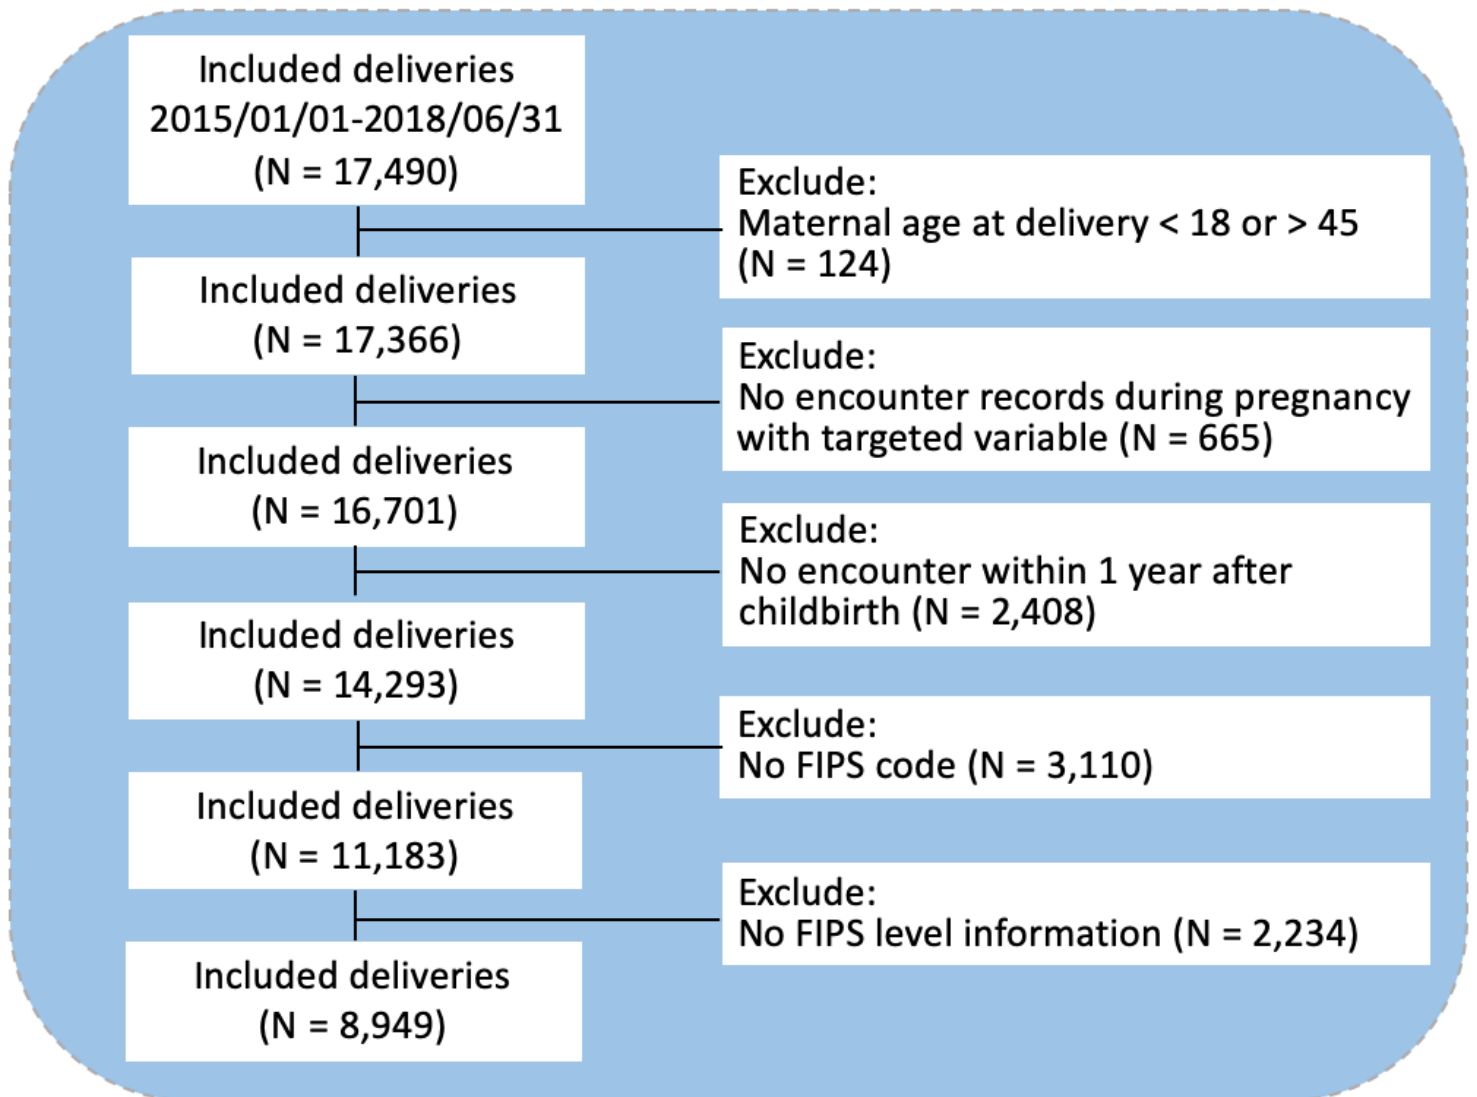 Included deliveries
2015/01/01-2018/06/31
(N = 17,490)
Exclude:
Maternal age at delivery < 18 or > 45
(N = 124)
Included deliveries
(N = 17,366)
Exclude:
No encounter records during pregnancy
with targeted variable (N = 665)
Included deliveries
(N = 16,701)
Exclude:
No encounter within 1 year after
childbirth (N = 2,408)
Included deliveries
(N = 14,293)
Exclude:
No FIPS code (N = 3,110)
Included deliveries
(N = 11,183)
Exclude:
No FIPS level information (N = 2,234)
Included deliveries
(N = 8,949)